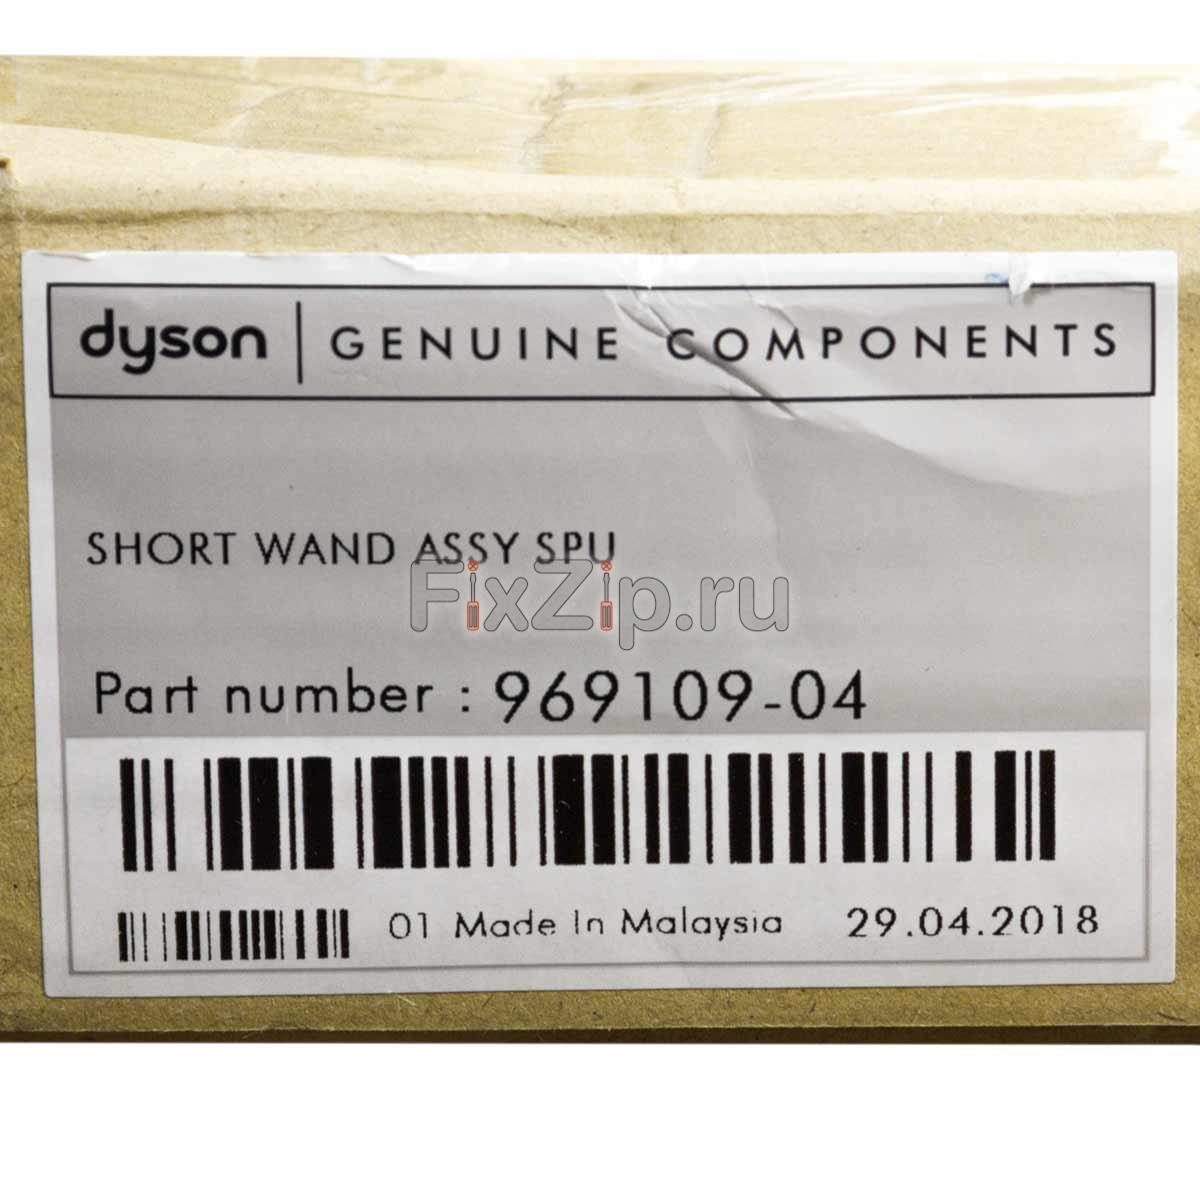 dyson GENUINE COMPONENTS
SHORT WAND ASSY SPU
FixZip.ru
Part number : 969109-04
01 Made In Malaysia 29.04.2018